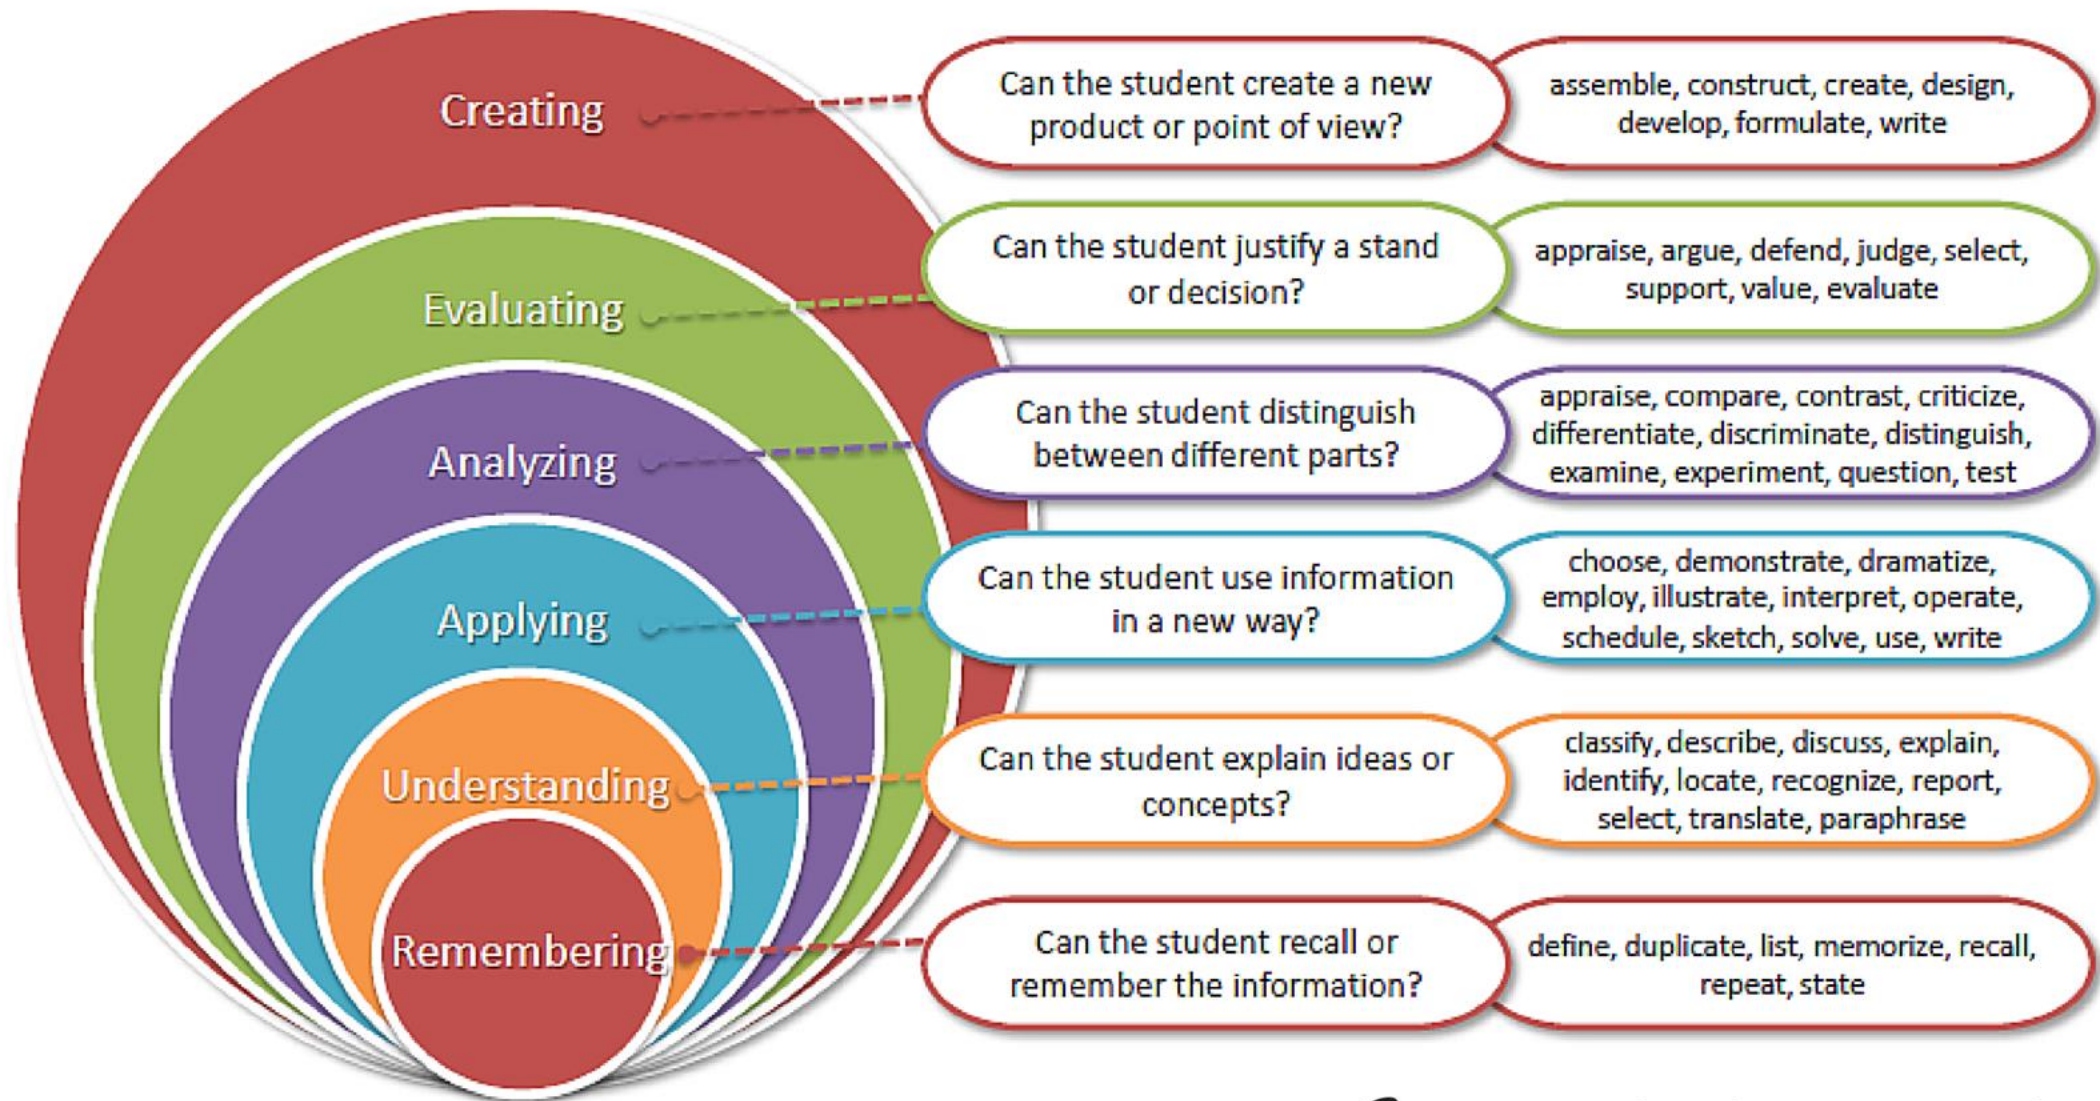 Creating
Can the student create a new
product or point of view?
assemble, construct, create, design,
develop, formulate, write
Evaluating
Can the student justify a stand
or decision?
appraise, argue, defend, judge, select,
support, value, evaluate
Analyzing
Can the student distinguish
between different parts?
appraise, compare, contrast, criticize,
differentiate, discriminate, distinguish,
examine, experiment, question, test
Applying
Can the student use information
in a new way?
choose, demonstrate, dramatize,
employ, illustrate, interpret, operate,
schedule, sketch, solve, use, write
Understanding
Can the student explain ideas or
concepts?
classify, describe, discuss, explain,
identify, locate, recognize, report,
select, translate, paraphrase
Remembering
Can the student recall or
remember the information?
define, duplicate, list, memorize, recall,
repeat, state